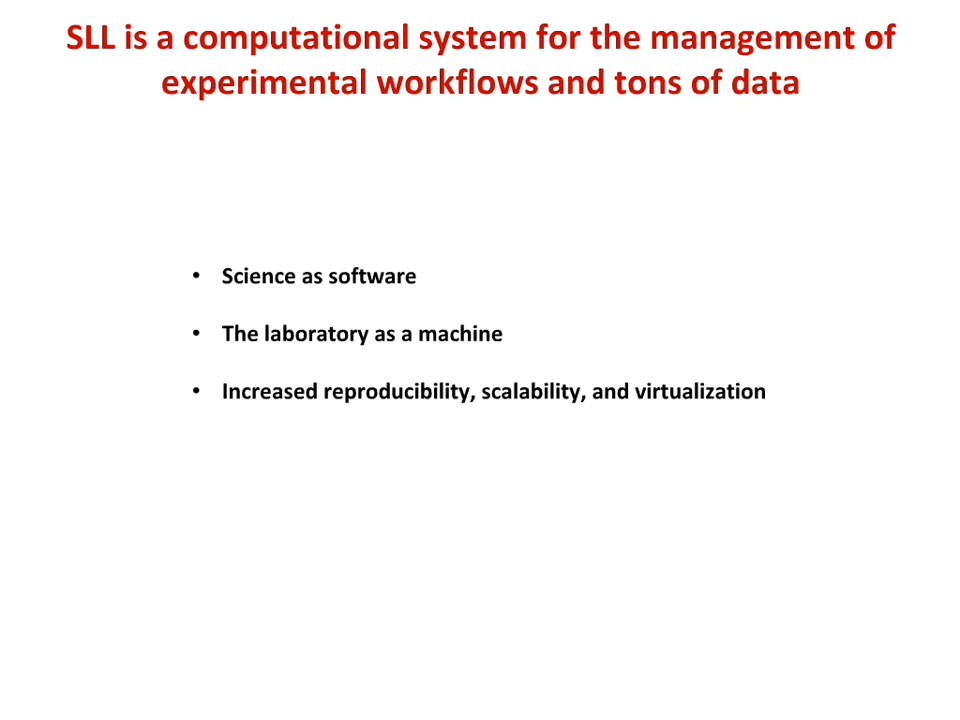 SLL is a computational system for the management of
experimental workflows and tons of data
• Science as software
• The laboratory as a machine
• Increased reproducibility, scalability, and virtualization